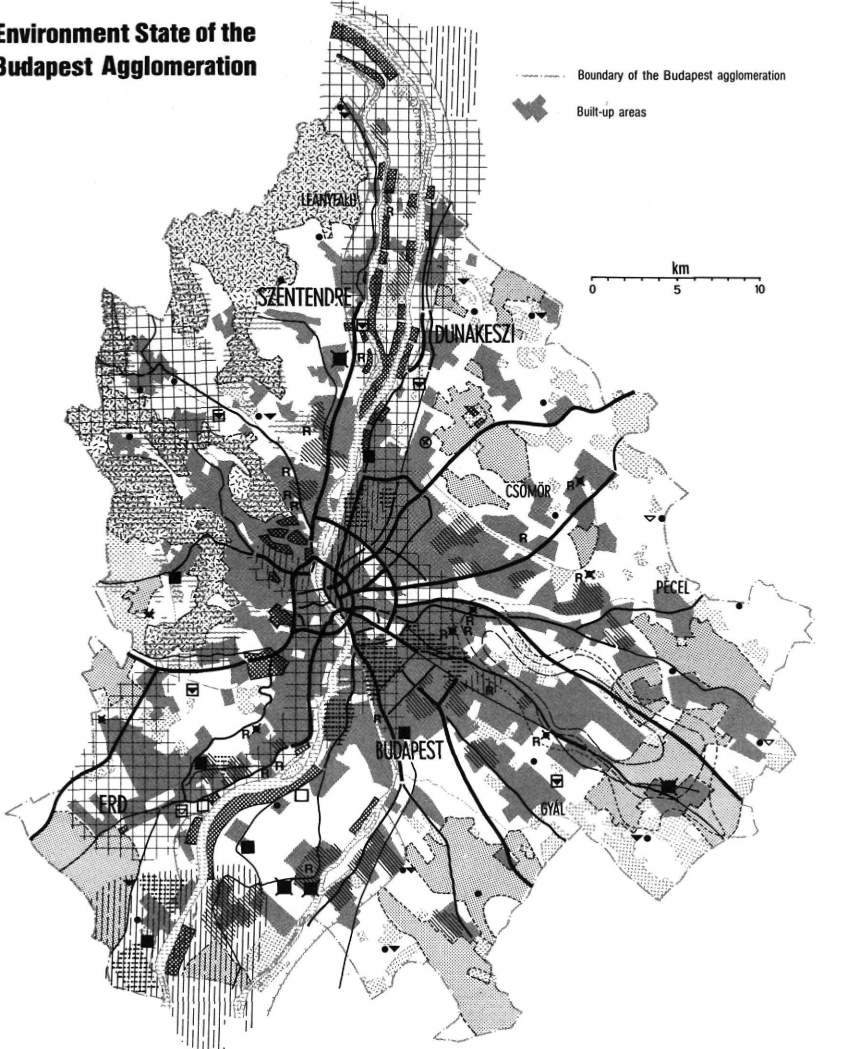 Environment State of the
Budapest Agglomeration
Boundary of the Budapest agglomeration
Built-up areas
km
0 5 10
LEÁNYFALU
SZENTENDRE
DUNAKESZI
R
R
R
R
R
CSÖMÖR
R
R
R
PÉCEL
R
R
R
R
R
R
BUDAPEST
R
R
R
GYÁL
ÉRD
R